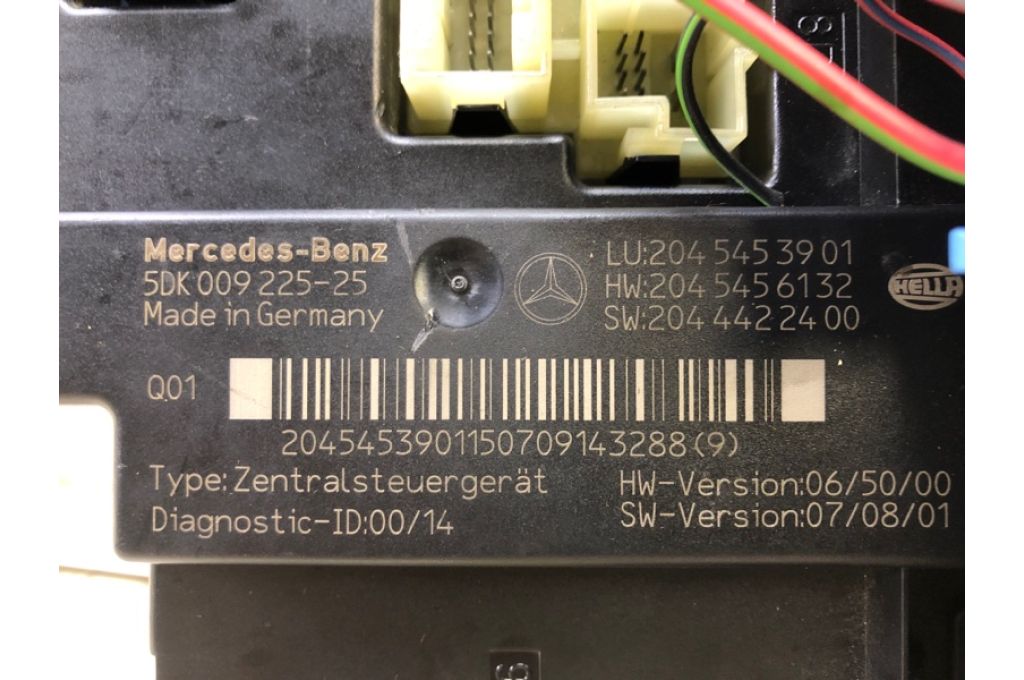 Mercedes-Benz
5DK 009 225-25
Made in Germany
LU:204 545 39 01
HW:204 545 61 32
SW:204 442 24 00
HELLA
Q01
2045453901150709143288(9)
Type:Zentralsteuergerät
Diagnostic-ID:00/14
HW-Version:06/50/00
SW-Version:07/08/01